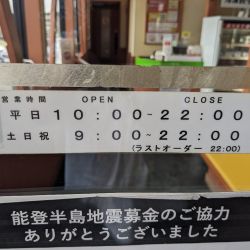 営業時間 OPEN CLOSE
平日 10:00~22:00
土日祝 9:00~22:00
(ラストオーダー 22:00)
能登半島地震募金のご協力
ありがとうございました